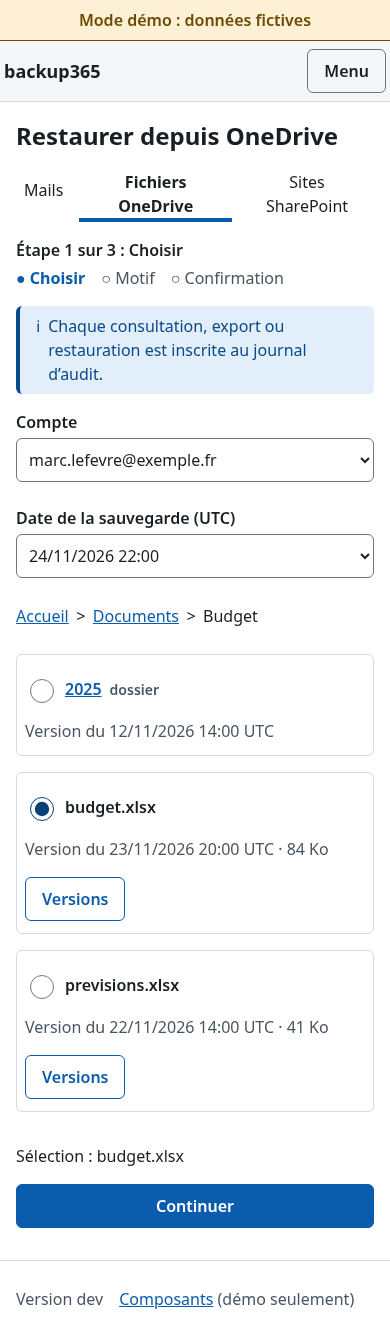 Mode démo : données fictives
backup365
Menu
Restaurer depuis OneDrive
Mails
Fichiers
OneDrive
Sites
SharePoint
Étape 1 sur 3 : Choisir
● Choisir ○ Motif ○ Confirmation
i Chaque consultation, export ou
restauration est inscrite au journal
d’audit.
Compte
marc.lefevre@exemple.fr
Date de la sauvegarde (UTC)
24/11/2026 22:00
Accueil > Documents > Budget
2025 dossier
Version du 12/11/2026 14:00 UTC
budget.xlsx
Version du 23/11/2026 20:00 UTC · 84 Ko
Versions
previsions.xlsx
Version du 22/11/2026 14:00 UTC · 41 Ko
Versions
Sélection : budget.xlsx
Continuer
Version dev Composants (démo seulement)